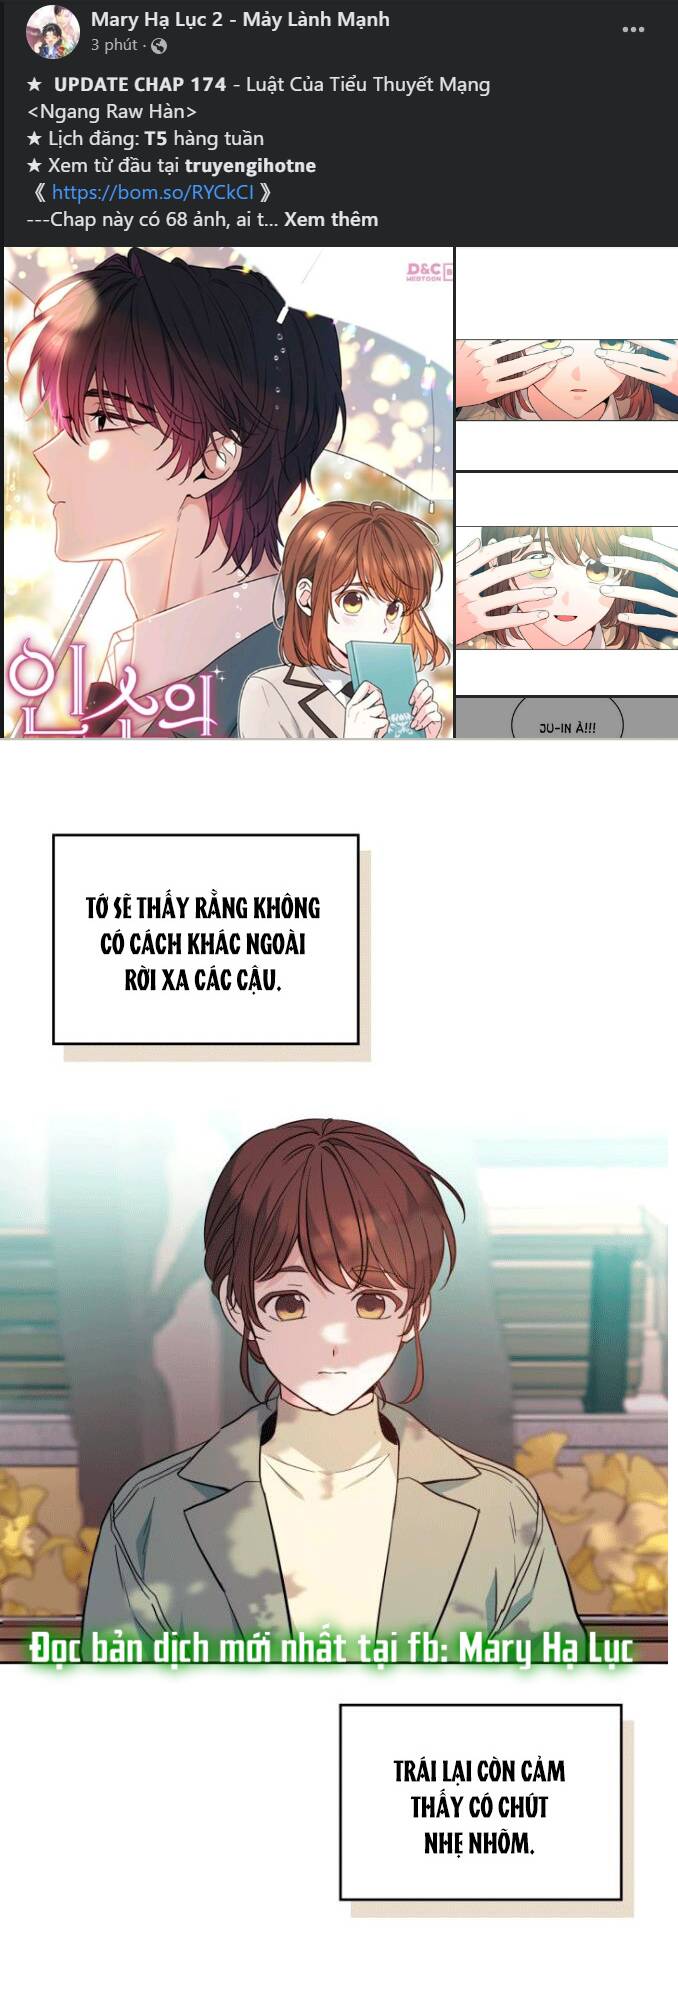 Mary Hạ Lục 2 - Mảy Lành Mạnh
3 phút ·
★ UPDATE CHAP 174 - Luật Của Tiểu Thuyết Mạng
<Ngang Raw Hàn>
★ Lịch đăng: T5 hàng tuần
★ Xem từ đầu tại truyengihotne
《 https://bom.so/RYCkCI 》
---Chap này có 68 ảnh, ai t... Xem thêm
D&C
WEBTOON
인소의
JU-IN À!!!
TỚ SẼ THẤY RẰNG KHÔNG
CÓ CÁCH KHÁC NGOÀI
RỜI XA CÁC CẬU.
Đọc bản dịch mới nhất tại fb: Mary Hạ Lục
TRÁI LẠI CÒN CẢM
THẤY CÓ CHÚT
NHẸ NHÕM.